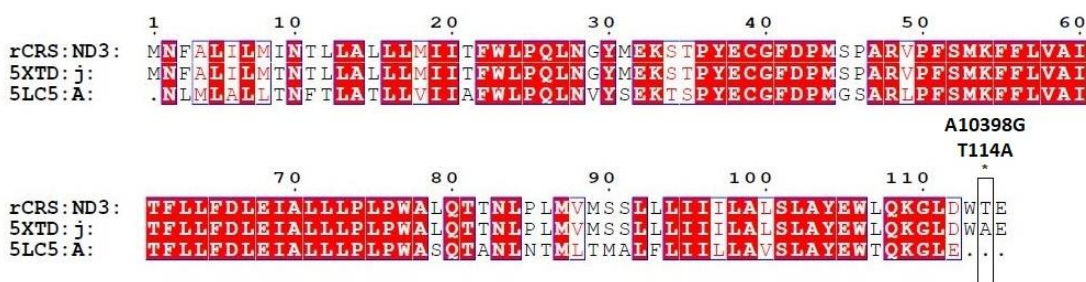 1 10 20 30 40 50 60
rCRS:ND3: MNFALILMINTLLALLLMIITFWLPQLNGYMEKSTPYECGFDPMSPARVPFSMKFFLVAI
5XTD:j: MNFALILMTNTLLALLLMIITFWLPQLNGYMEKSTPYECGFDPMSPARVPFSMKFFLVAI
5LC5:A: .NLMLALLTNFTLATLLVIIAFWLPQLNVYSEKTSPYECGFDPMGSARLPFSMKFFLVAI
A10398G
T114A
70 80 90 100 110 *
rCRS:ND3: TFLLFDLEIALLLPLPWALQTTNLPLMVMSSLLLIIILALSLAYEWLQKGLDWTE
5XTD:j: TFLLFDLEIALLLPLPWALQTTNLPLMVMSSLLLIIILALSLAYEWLQKGLDWAE
5LC5:A: TFLLFDLEIALLLPLPWASQTANLNTMLTMALFLIILLAVSLAYEWTQKGLE...